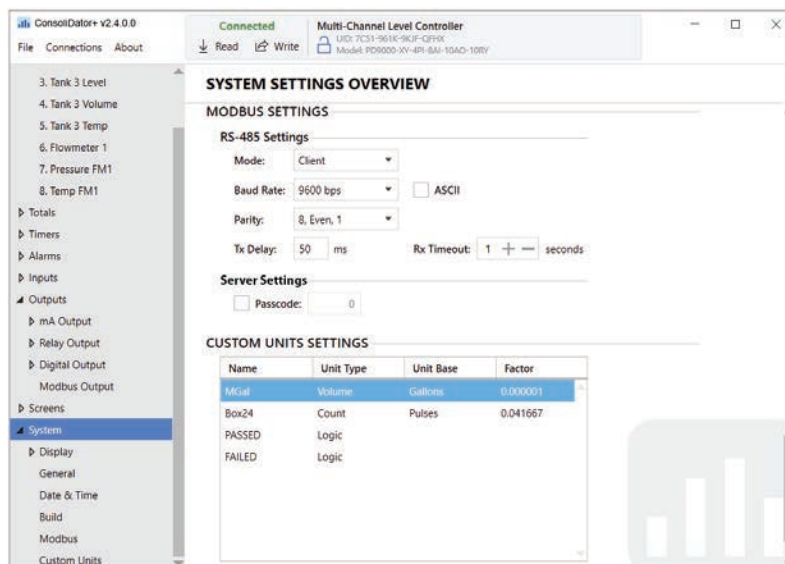 ConsoliDator+ v2.4.0.0
File Connections About
Connected
Read Write
Multi-Channel Level Controller
UID: 7C51-961K-9KJF-QFHX
Model: PD9000-XY-4PI-8AI-10AO-10RY
3. Tank 3 Level
4. Tank 3 Volume
5. Tank 3 Temp
6. Flowmeter 1
7. Pressure FM1
8. Temp FM1
Totals
Timers
Alarms
Inputs
Outputs
mA Output
Relay Output
Digital Output
Modbus Output
Screens
System
Display
General
Date & Time
Build
Modbus
Custom Units
SYSTEM SETTINGS OVERVIEW
MODBUS SETTINGS
RS-485 Settings
Mode: Client
Baud Rate: 9600 bps ASCII
Parity: 8, Even, 1
Tx Delay: 50 ms Rx Timeout: 1 + − seconds
Server Settings
Passcode: 0
CUSTOM UNITS SETTINGS
Name Unit Type Unit Base Factor
MGal Volume Gallons 0.000001
Box24 Count Pulses 0.041667
PASSED Logic
FAILED Logic